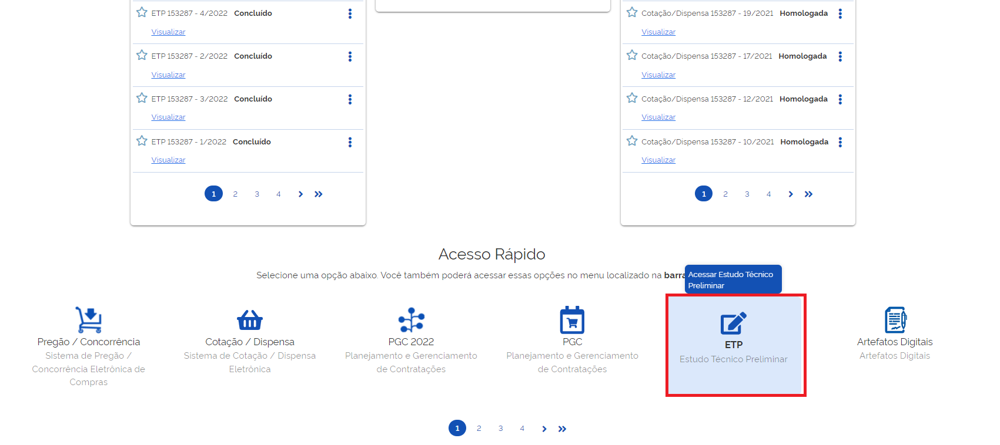 ETP 153287 - 4/2022 Concluído
Visualizar
ETP 153287 - 2/2022 Concluído
Visualizar
ETP 153287 - 3/2022 Concluído
Visualizar
ETP 153287 - 1/2022 Concluído
Visualizar
1 2 3 4
Cotação/Dispensa 153287 - 19/2021 Homologada
Visualizar
Cotação/Dispensa 153287 - 17/2021 Homologada
Visualizar
Cotação/Dispensa 153287 - 12/2021 Homologada
Visualizar
Cotação/Dispensa 153287 - 10/2021 Homologada
Visualizar
1 2 3 4
Acesso Rápido
Selecione uma opção abaixo. Você também poderá acessar essas opções no menu localizado na barra
Acessar Estudo Técnico
Preliminar
Pregão / Concorrência
Sistema de Pregão /
Concorrência Eletrônica de
Compras
Cotação / Dispensa
Sistema de Cotação / Dispensa
Eletrônica
PGC 2022
Planejamento e Gerenciamento
de Contratações
PGC
Planejamento e Gerenciamento
de Contratações
ETP
Estudo Técnico Preliminar
Artefatos Digitais
Artefatos Digitais
1 2 3 4